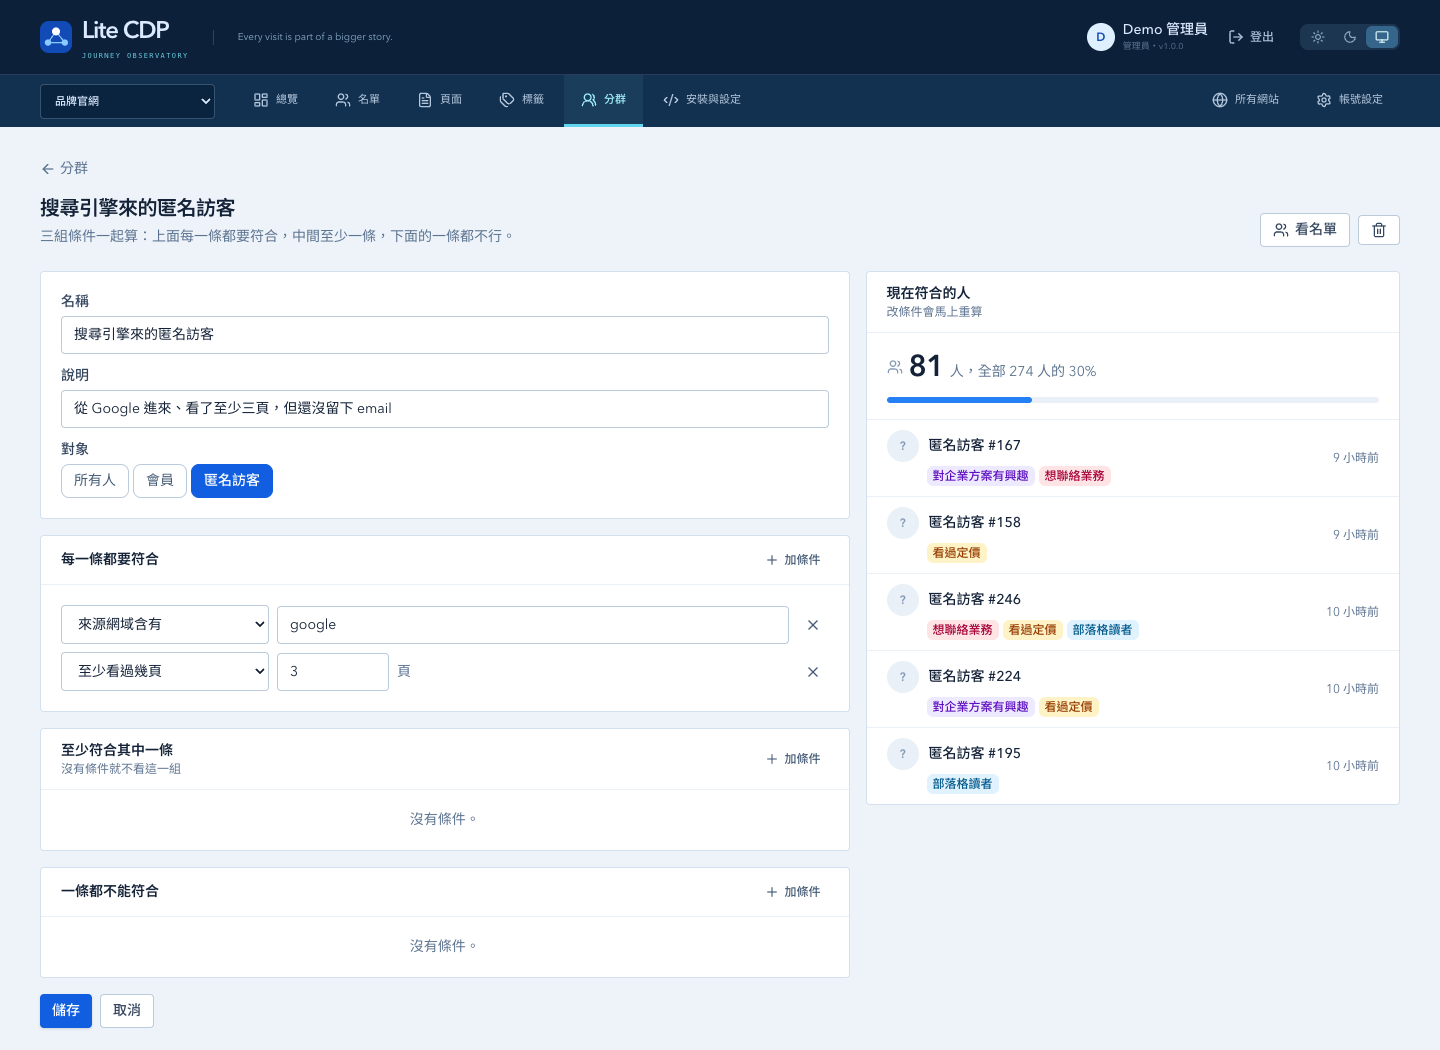 Lite CDP
JOURNEY OBSERVATORY
Every visit is part of a bigger story.
D
Demo 管理員
管理員・v1.0.0
登出
品牌官網
總覽
名單
頁面
標籤
分群
安裝與設定
所有網站
帳號設定
分群
搜尋引擎來的匿名訪客
三組條件一起算：上面每一條都要符合，中間至少一條，下面的一條都不行。
看名單
名稱
搜尋引擎來的匿名訪客
說明
從 Google 進來、看了至少三頁，但還沒留下 email
對象
所有人
會員
匿名訪客
每一條都要符合
加條件
來源網域含有
google
至少看過幾頁
3
頁
至少符合其中一條
沒有條件就不看這一組
加條件
沒有條件。
一條都不能符合
加條件
沒有條件。
儲存
取消
現在符合的人
改條件會馬上重算
81 人，全部 274 人的 30%
?
匿名訪客 #167
對企業方案有興趣
想聯絡業務
9 小時前
?
匿名訪客 #158
看過定價
9 小時前
?
匿名訪客 #246
想聯絡業務
看過定價
部落格讀者
10 小時前
?
匿名訪客 #224
對企業方案有興趣
看過定價
10 小時前
?
匿名訪客 #195
部落格讀者
10 小時前